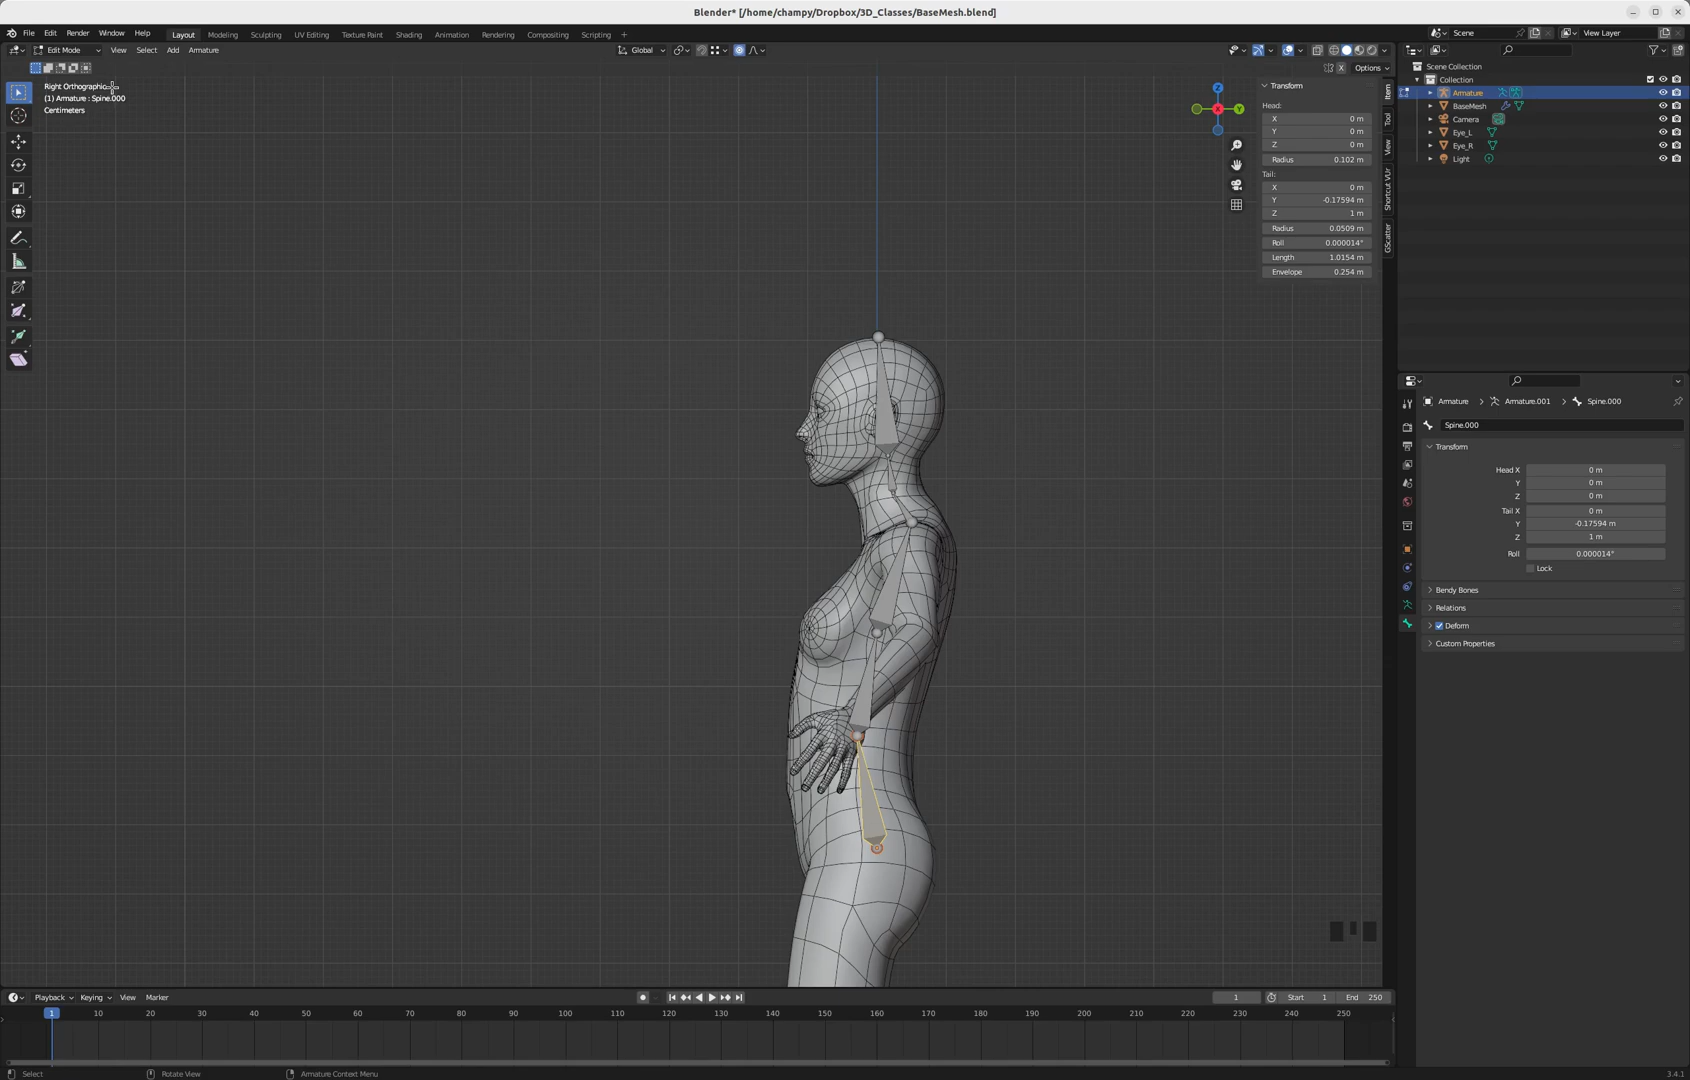 Blender* [/home/champy/Dropbox/3D_Classes/BaseMesh.blend]
File Edit Render Window Help Layout Modeling Sculpting UV Editing Texture Paint Shading Animation Rendering Compositing Scripting + Scene View Layer
Edit Mode View Select Add Armature Global
X Options
Right Orthographic
(1) Armature : Spine.000
Centimeters
Transform
Head:
X 0 m
Y 0 m
Z 0 m
Radius 0.102 m
Tail:
X 0 m
Y -0.17594 m
Z 1 m
Radius 0.0509 m
Roll 0.000014°
Length 1.0154 m
Envelope 0.254 m
Item
Tool
View
Shortcut VUr
GScatter
X
Y
Z
Scene Collection
Collection
Armature
BaseMesh
Camera
Eye_L
Eye_R
Light
Armature > Armature.001 > Spine.000
Spine.000
Transform
Head X 0 m
Y 0 m
Z 0 m
Tail X 0 m
Y -0.17594 m
Z 1 m
Roll 0.000014°
Lock
Bendy Bones
Relations
Deform
Custom Properties
Playback Keying View Marker 1 Start 1 End 250
1 10 20 30 40 50 60 70 80 90 100 110 120 130 140 150 160 170 180 190 200 210 220 230 240 250
Select Rotate View Armature Context Menu 3.4.1